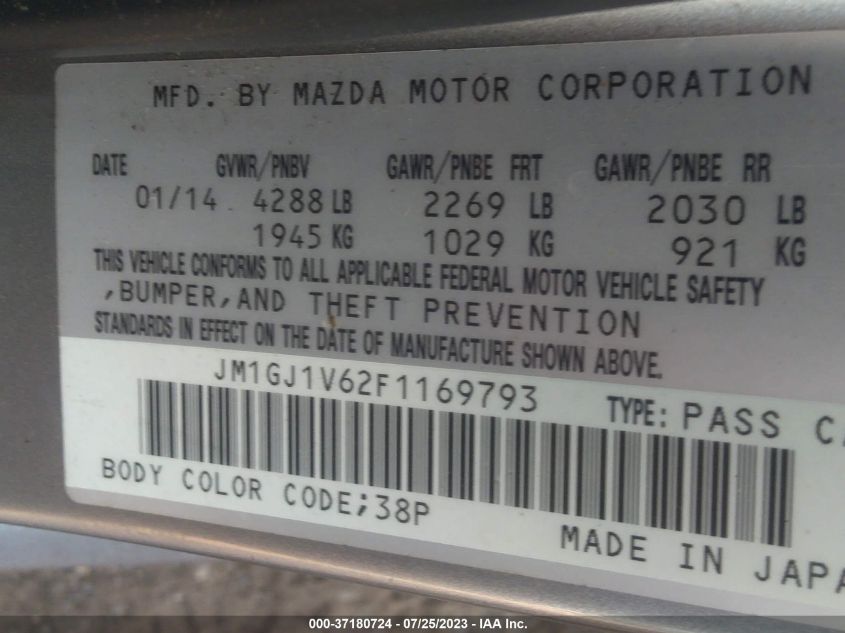 MFD. BY MAZDA MOTOR CORPORATION
DATE GVWR/PNBV GAWR/PNBE FRT GAWR/PNBE RR
01/14 4288 LB 2269 LB 2030 LB
1945 KG 1029 KG 921 KG
THIS VEHICLE CONFORMS TO ALL APPLICABLE FEDERAL MOTOR VEHICLE SAFETY
,BUMPER,AND THEFT PREVENTION
STANDARDS IN EFFECT ON THE DATE OF MANUFACTURE SHOWN ABOVE.
JM1GJ1V62F1169793 TYPE: PASS
BODY COLOR CODE;38P
MADE IN JAPA
000-37180724 - 07/25/2023 - IAA Inc.